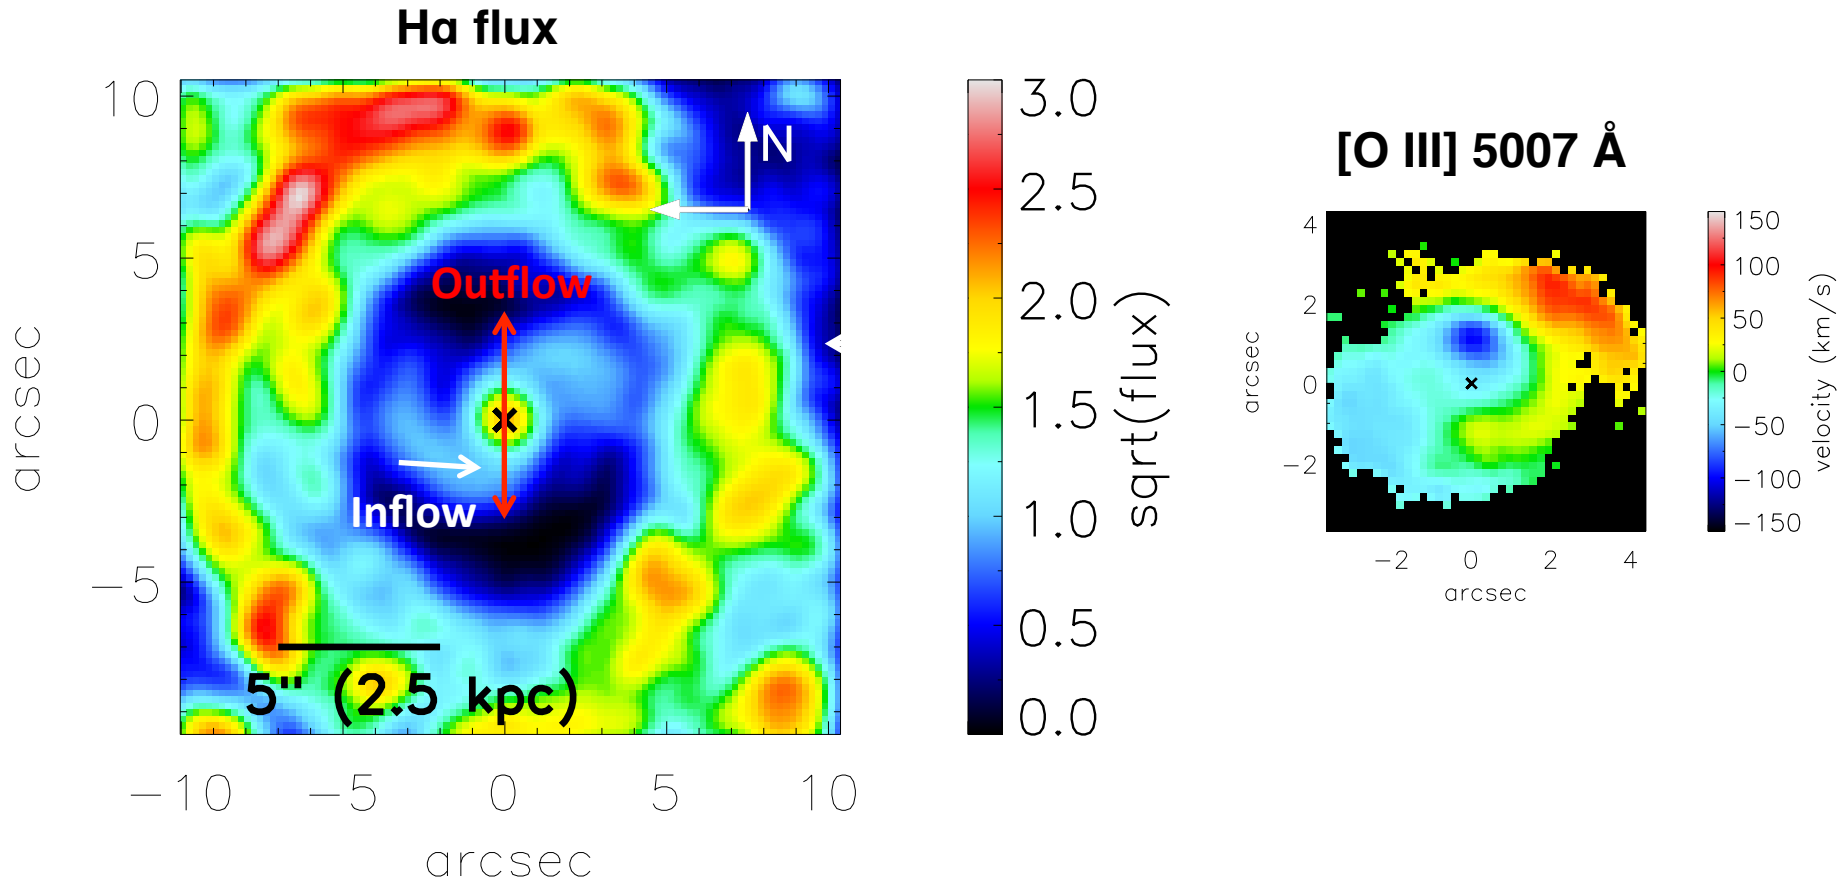 Hα flux
10
5
0
−5
−10
−5
0
5
10
arcsec
arcsec
N
Outflow
Inflow
5" (2.5 kpc)
3.0
2.5
2.0
1.5
1.0
0.5
0.0
sqrt(flux)
[O III] 5007 Å
4
2
0
−2
−2
0
2
4
arcsec
arcsec
150
100
50
0
−50
−100
−150
velocity (km/s)